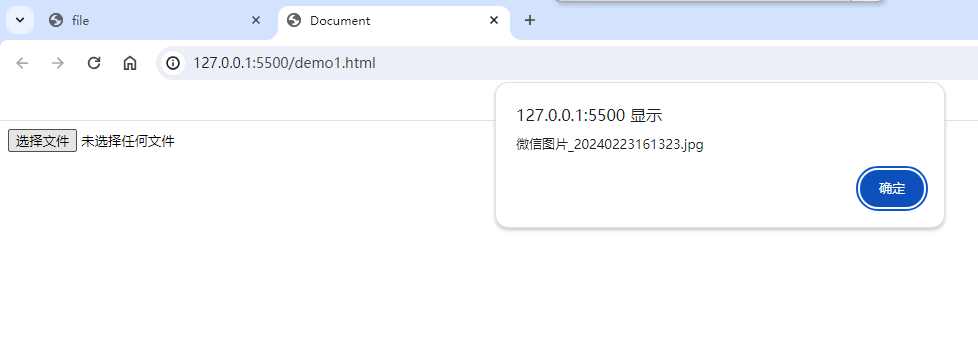 file
Document
127.0.0.1:5500/demo1.html
127.0.0.1:5500 显示
选择文件 未选择任何文件
微信图片_20240223161323.jpg
确定